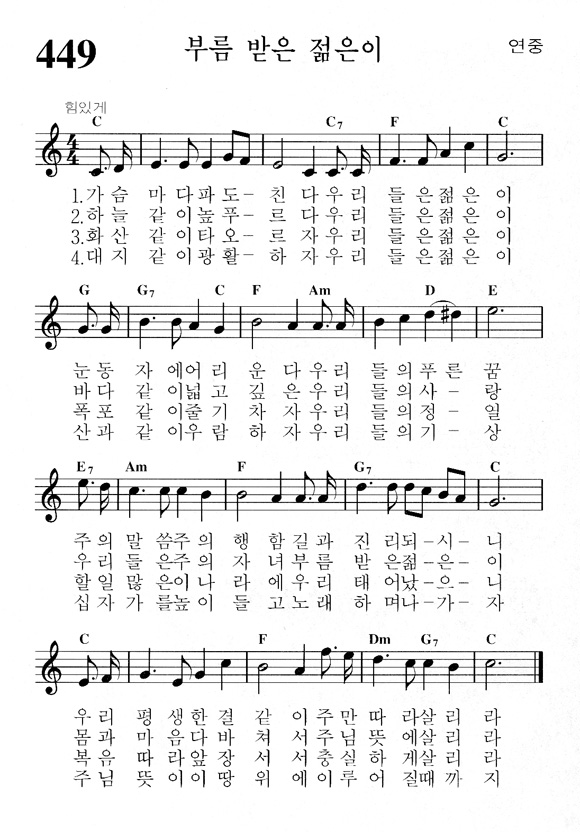 449 부름 받은 젊은이 연중
힘있게
C C7 F C
4 4
1.가슴 마다파도- 친 다우리 들은젊은 이
2.하늘 같이높푸- 르 다우리 들은젊은 이
3.화산 같이타오- 르 자우리 들은젊은 이
4.대지 같이광활- 하 자우리 들은젊은 이
G G7 C F Am D E
눈동 자에어리 운 다우리 들의푸른 꿈
바다 같이넓고 깊 은우리 들의사- 랑
폭포 같이줄기 차 자우리 들의정- 일
산과 같이우람 하 자우리 들의기- 상
E7 Am F G7 C
주의 말씀주의 행 함길과 진 리되-시- 니
우리 들은주의 자 녀부름 받 은젊-은- 이
할일 많은이나 라 에우리 태 어났-으- 니
십자 가를높이 들 고노래 하 며나-가- 자
C F Dm G7 C
우리 평생한결 같 이주만 따 라살리 라
몸과 마음다바 쳐 서주님 뜻 에살리 라
복음 따라앞장 서 서충실 하 게살리 라
주님 뜻이이땅 위 에이루 어 질때까 지